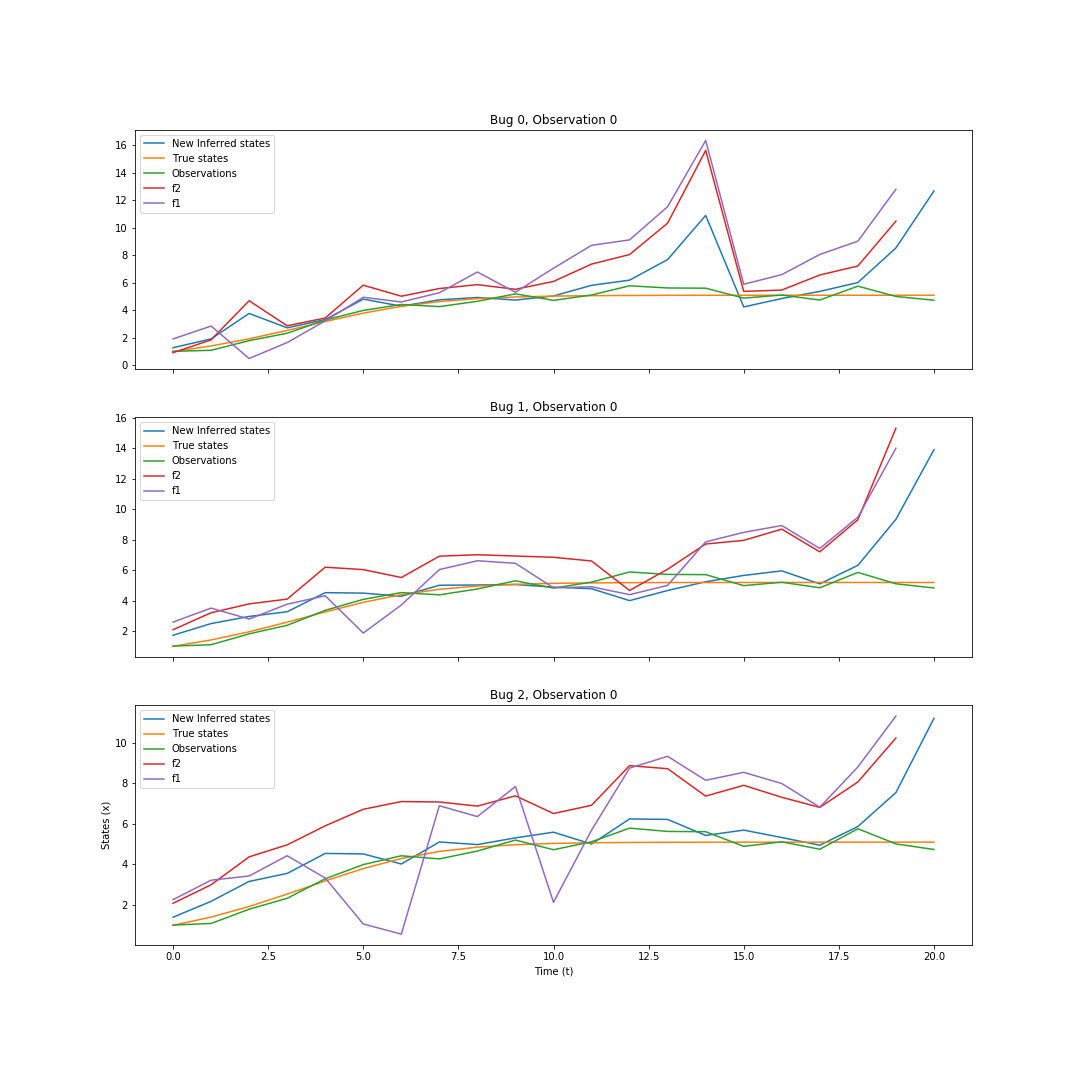 Bug 0, Observation 0
16
14
12
10
8
6
4
2
0
New Inferred states
True states
Observations
f2
f1
Bug 1, Observation 0
16
14
12
10
8
6
4
2
New Inferred states
True states
Observations
f2
f1
Bug 2, Observation 0
States (x)
10
8
6
4
2
New Inferred states
True states
Observations
f2
f1
0.0 2.5 5.0 7.5 10.0 12.5 15.0 17.5 20.0
Time (t)